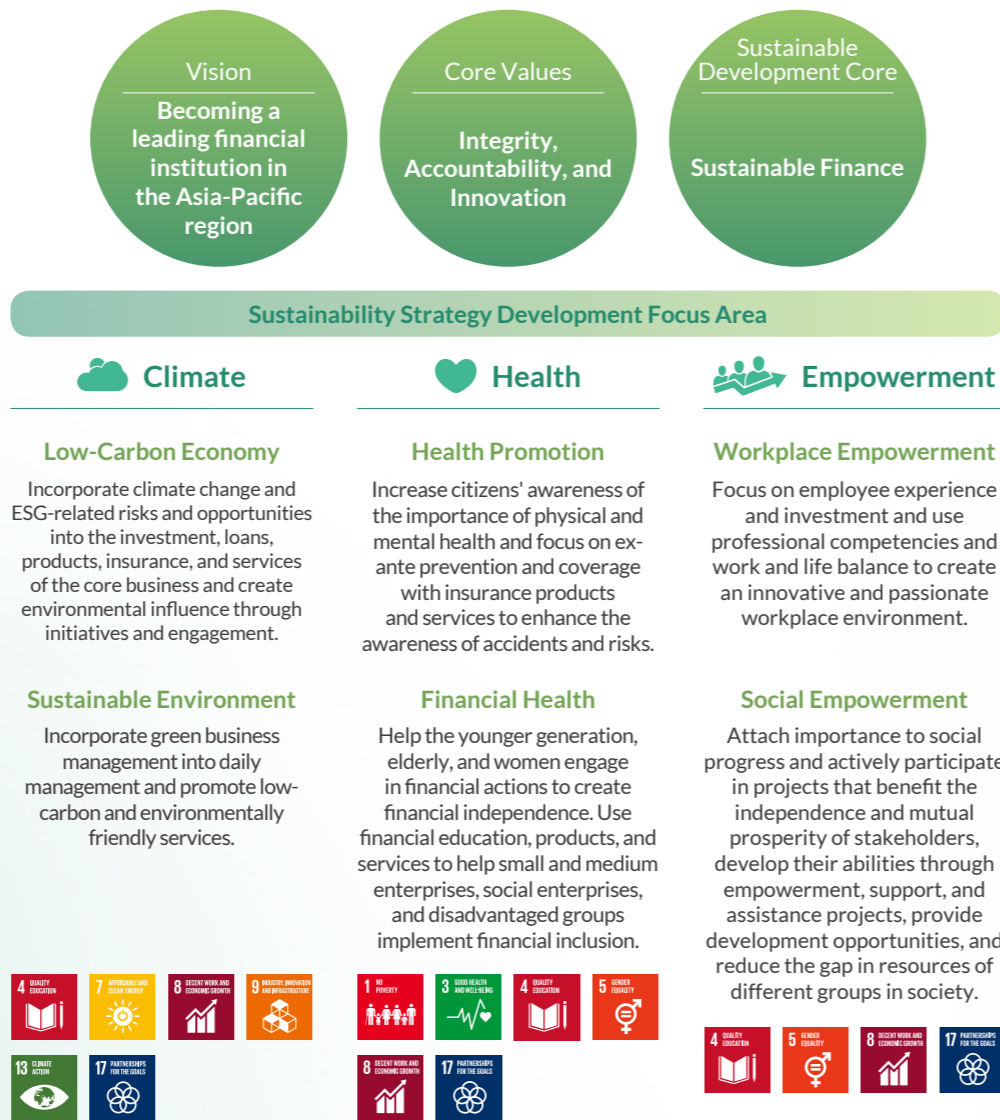 Vision
Becoming a
leading financial
institution in
the Asia-Pacific
region
Core Values
Integrity,
Accountability, and
Innovation
Sustainable
Development Core
Sustainable Finance
Sustainability Strategy Development Focus Area
Climate
Low-Carbon Economy
Incorporate climate change and
ESG-related risks and opportunities
into the investment, loans,
products, insurance, and services
of the core business and create
environmental influence through
initiatives and engagement.
Sustainable Environment
Incorporate green business
management into daily
management and promote low-
carbon and environmentally
friendly services.
4 QUALITY
EDUCATION
7 AFFORDABLE AND
CLEAN ENERGY
8 DECENT WORK AND
ECONOMIC GROWTH
9 INDUSTRY, INNOVATION
AND INFRASTRUCTURE
13 CLIMATE
ACTION
17 PARTNERSHIPS
FOR THE GOALS
Health
Health Promotion
Increase citizens' awareness of
the importance of physical and
mental health and focus on ex-
ante prevention and coverage
with insurance products
and services to enhance the
awareness of accidents and risks.
Financial Health
Help the younger generation,
elderly, and women engage
in financial actions to create
financial independence. Use
financial education, products, and
services to help small and medium
enterprises, social enterprises,
and disadvantaged groups
implement financial inclusion.
1 NO
POVERTY
3 GOOD HEALTH
AND WELL-BEING
4 QUALITY
EDUCATION
5 GENDER
EQUALITY
8 DECENT WORK AND
ECONOMIC GROWTH
17 PARTNERSHIPS
FOR THE GOALS
Empowerment
Workplace Empowerment
Focus on employee experience
and investment and use
professional competencies and
work and life balance to create
an innovative and passionate
workplace environment.
Social Empowerment
Attach importance to social
progress and actively participate
in projects that benefit the
independence and mutual
prosperity of stakeholders,
develop their abilities through
empowerment, support, and
assistance projects, provide
development opportunities, and
reduce the gap in resources of
different groups in society.
4 QUALITY
EDUCATION
5 GENDER
EQUALITY
8 DECENT WORK AND
ECONOMIC GROWTH
17 PARTNERSHIPS
FOR THE GOALS